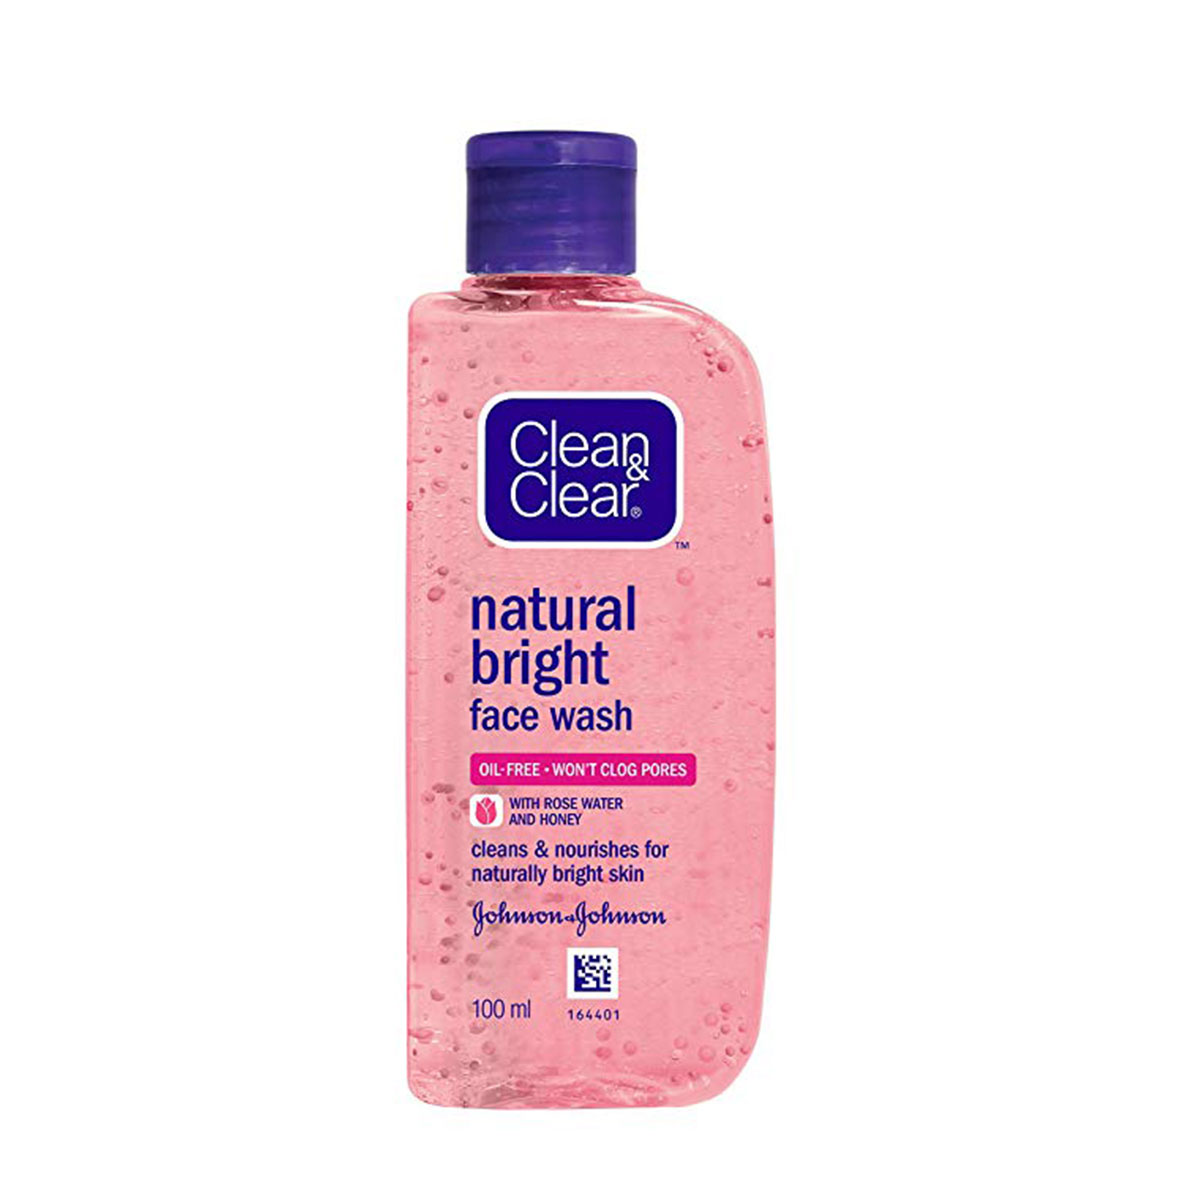 Clean
&
Clear®
™
natural
bright
face wash
OIL-FREE • WON'T CLOG PORES
WITH ROSE WATER
AND HONEY
cleans & nourishes for
naturally bright skin
Johnson & Johnson
100 ml
164401